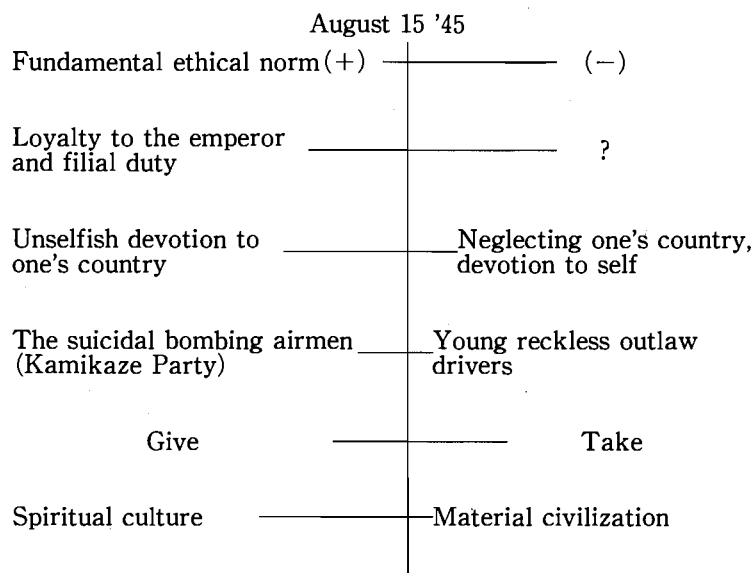 August 15 '45
Fundamental ethical norm(+) (−)
Loyalty to the emperor
and filial duty
?
Unselfish devotion to
one's country
Neglecting one's country,
devotion to self
The suicidal bombing airmen
(Kamikaze Party)
Young reckless outlaw
drivers
Give Take
Spiritual culture Material civilization